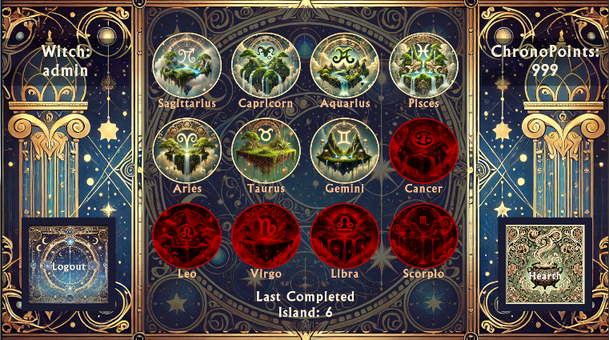 Witch:
admin
ChronoPoints:
999
Sagittarius
Capricorn
Aquarius
Pisces
Aries
Taurus
Gemini
Cancer
Leo
Virgo
Libra
Scorpio
Logout
Hearth
Last Completed
Island: 6